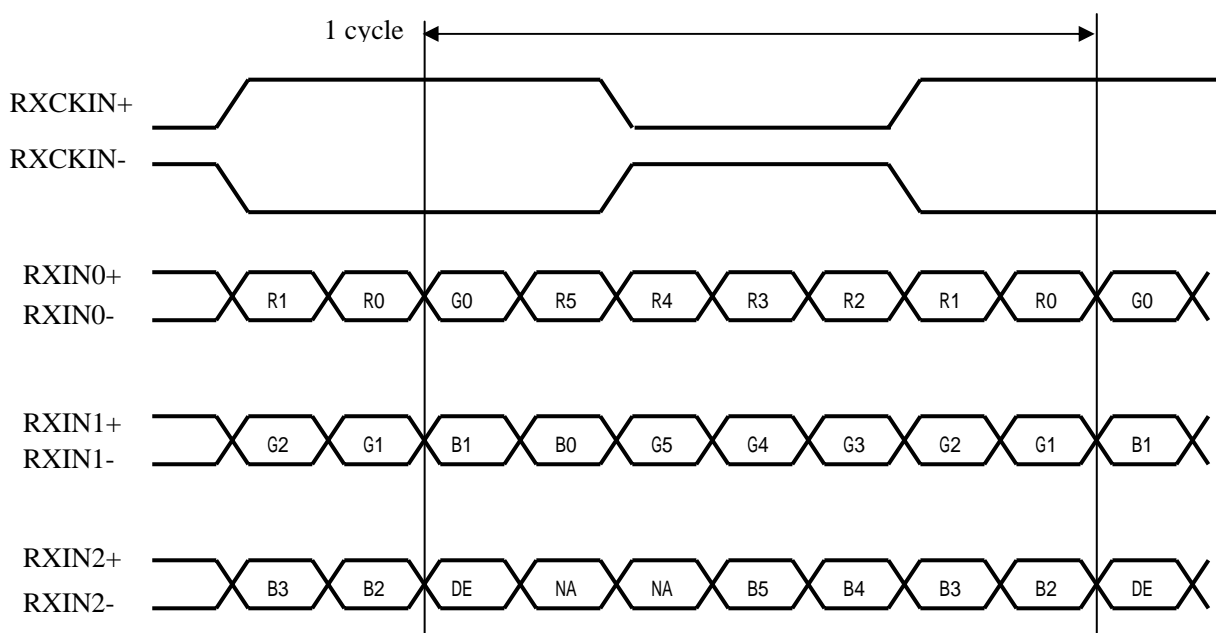 1 cycle
RXCKIN+
RXCKIN-
RXIN0+
R1 R0 G0 R5 R4 R3 R2 R1 R0 G0
RXIN0-
RXIN1+
G2 G1 B1 B0 G5 G4 G3 G2 G1 B1
RXIN1-
RXIN2+
B3 B2 DE NA NA B5 B4 B3 B2 DE
RXIN2-